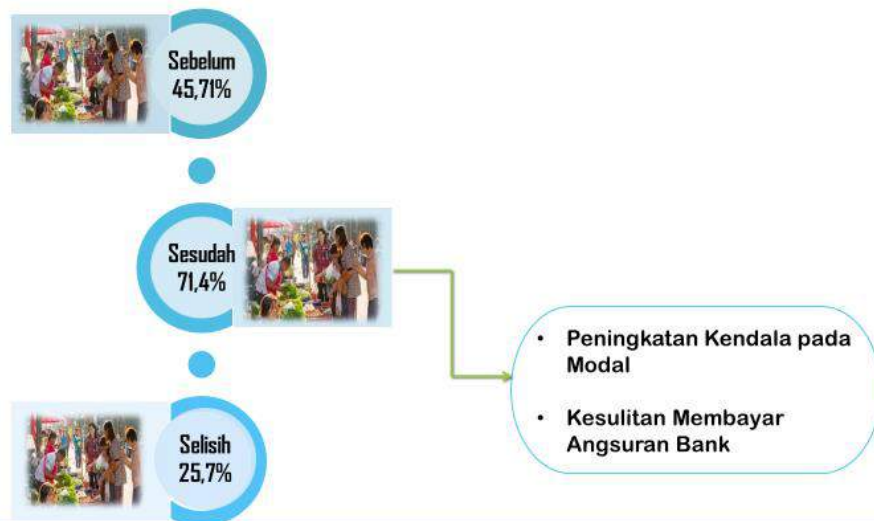 Sebelum
45,71%
Sesudah
71,4%
• Peningkatan Kendala pada
Modal
• Kesulitan Membayar
Angsuran Bank
Selisih
25,7%